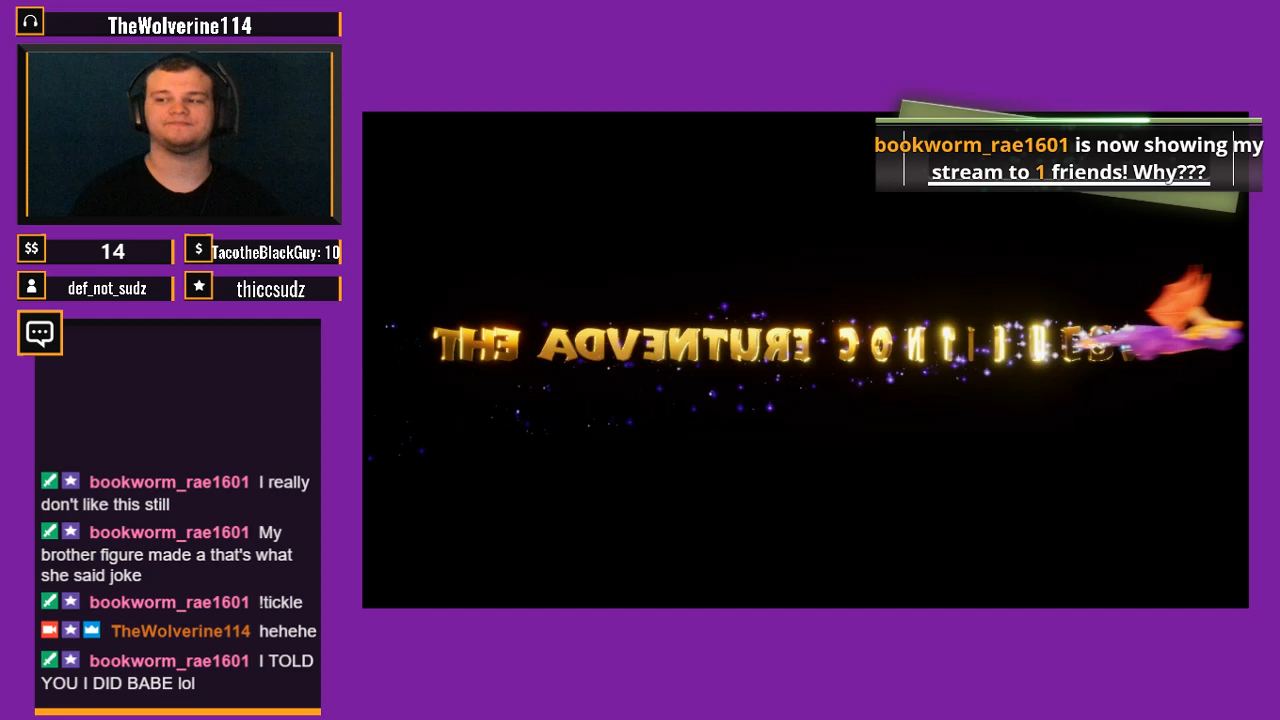 TheWolverine114
$$ 14
$ TacotheBlackGuy: 10
def_not_sudz
thiccsudz
bookworm_rae1601 is now showing my
stream to 1 friends! Why???
THE ADVENTURE
bookworm_rae1601 I really
don't like this still
bookworm_rae1601 My
brother figure made a that's what
she said joke
bookworm_rae1601 !tickle
TheWolverine114 hehehe
bookworm_rae1601 I TOLD
YOU I DID BABE lol